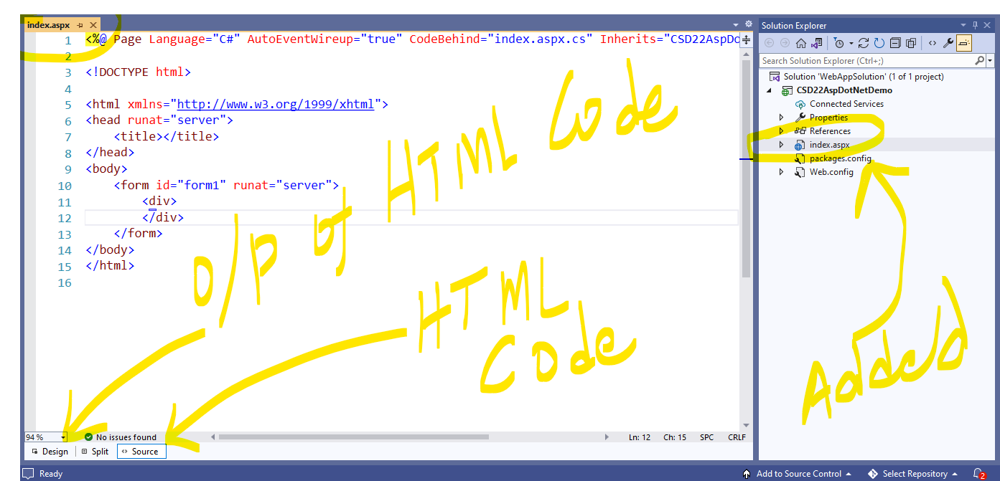 index.aspx
1 <%@ Page Language="C#" AutoEventWireup="true" CodeBehind="index.aspx.cs" Inherits="CSD22AspDo
2
3 <!DOCTYPE html>
4
5 <html xmlns="http://www.w3.org/1999/xhtml">
6 <head runat="server">
7 <title></title>
8 </head>
9 <body>
10 <form id="form1" runat="server">
11 <div>
12 </div>
13 </form>
14 </body>
15 </html>
16
O/P of HTML Code
HTML
Code
94 %
No issues found
Ln: 12 Ch: 15 SPC CRLF
Design Split <> Source
Solution Explorer
Search Solution Explorer (Ctrl+;)
Solution 'WebAppSolution' (1 of 1 project)
CSD22AspDotNetDemo
Connected Services
Properties
References
index.aspx
packages.config
Web.config
Added
Ready
Add to Source Control
Select Repository
2